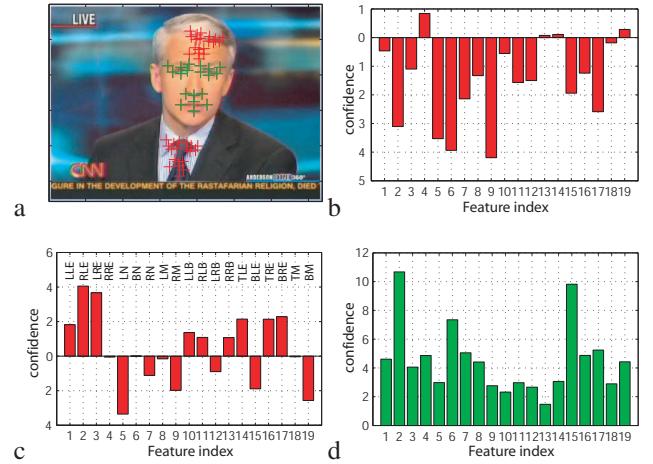 LIVE
CNN
ANDERSON COOPER 360°
GURE IN THE DEVELOPMENT OF THE RASTAFARIAN RELIGION, DIED
a
1
0
1
2
3
4
5
confidence
1 2 3 4 5 6 7 8 9 10 11 12 13 14 15 16 17 18 19
Feature index
b
6
4
2
0
2
4
confidence
LLE RLE LRE RRE LN BN RN LM RM LLB RLB LRB RRB TLE BLE TRE BRE TM BM
1 2 3 4 5 6 7 8 9 10 11 12 13 14 15 16 17 18 19
Feature index
c
12
10
8
6
4
2
0
confidence
1 2 3 4 5 6 7 8 9 10 11 12 13 14 15 16 17 18 19
Feature index
d